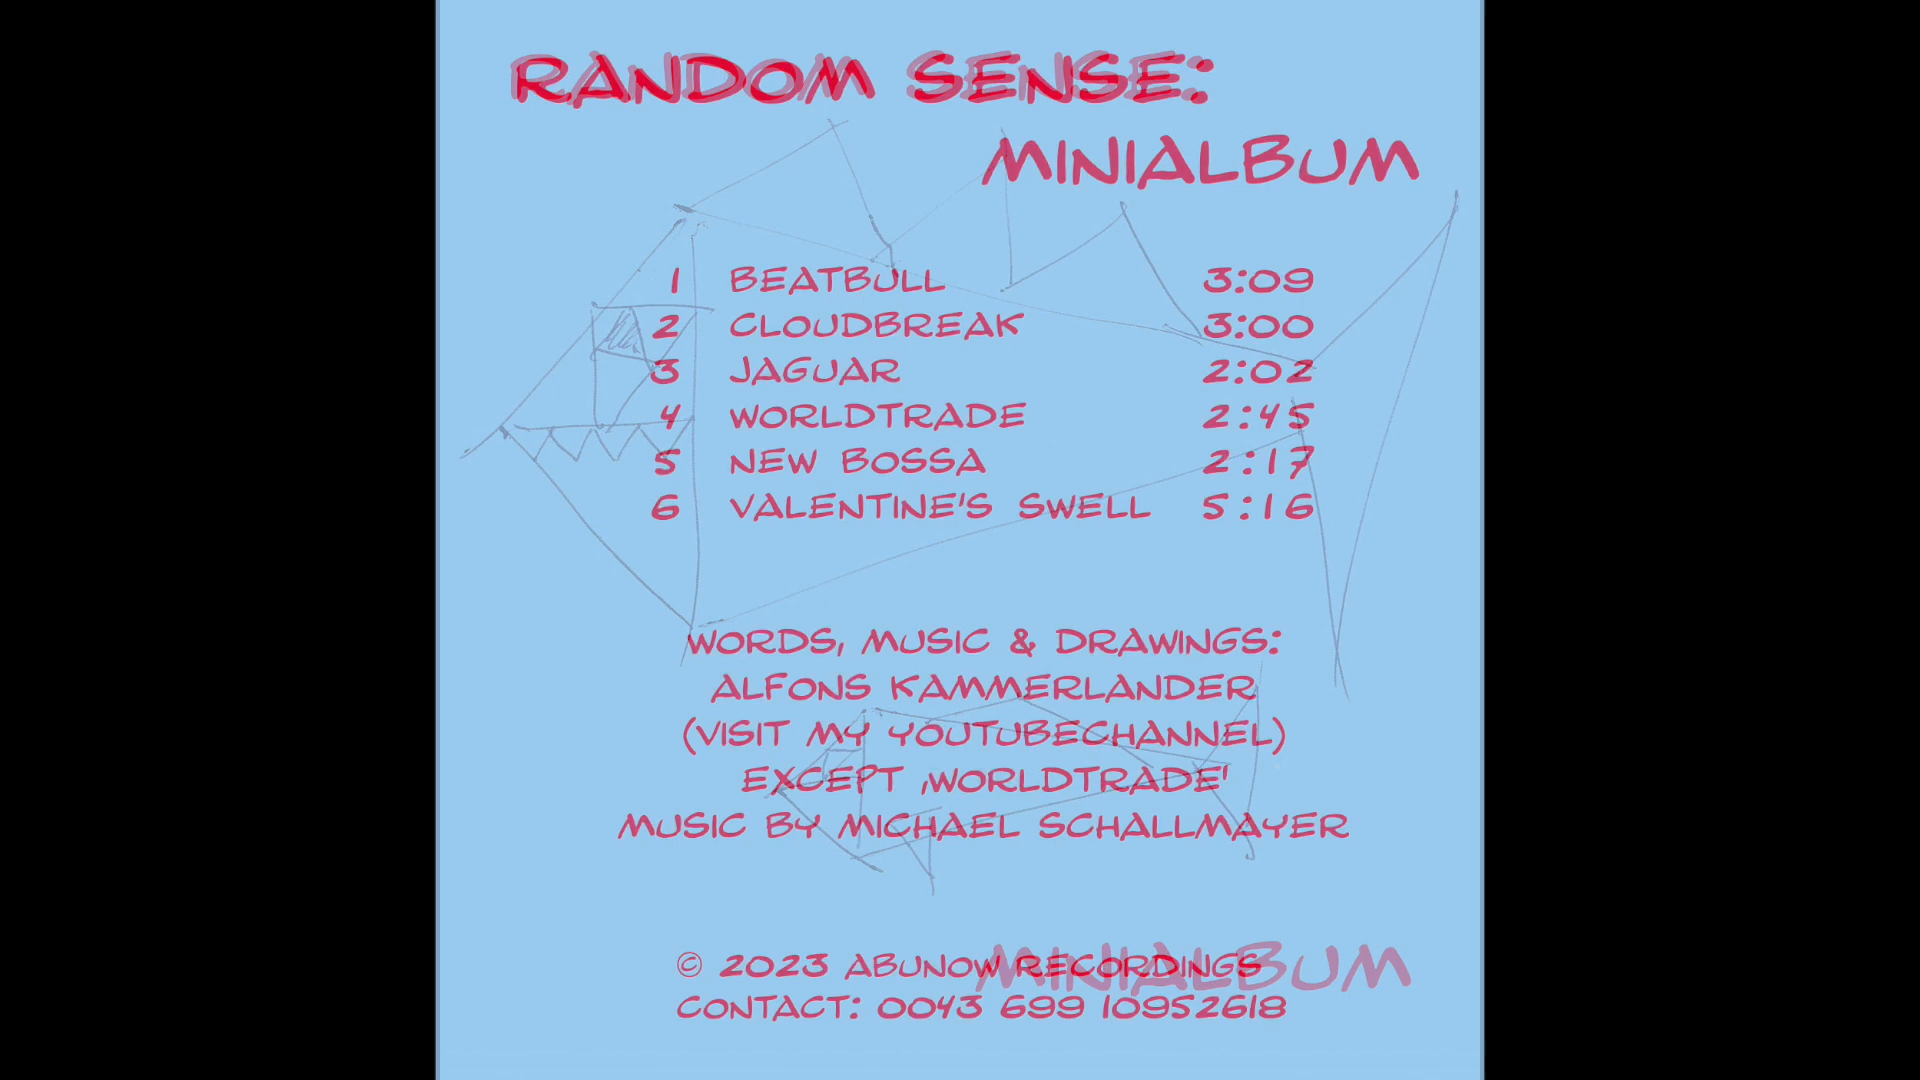 RANDOM SENSE:
MINIALBUM
1 BEATBULL 3:09
2 CLOUDBREAK 3:00
3 JAGUAR 2:02
4 WORLDTRADE 2:45
5 NEW BOSSA 2:17
6 VALENTINE'S SWELL 5:16
WORDS, MUSIC & DRAWINGS:
ALFONS KAMMERLANDER
(VISIT MY YOUTUBECHANNEL)
EXCEPT ‚WORLDTRADE'
MUSIC BY MICHAEL SCHALLMAYER
© 2023 ABUNOW RECORDINGS
MINIALBUM
CONTACT: 0043 699 10952618